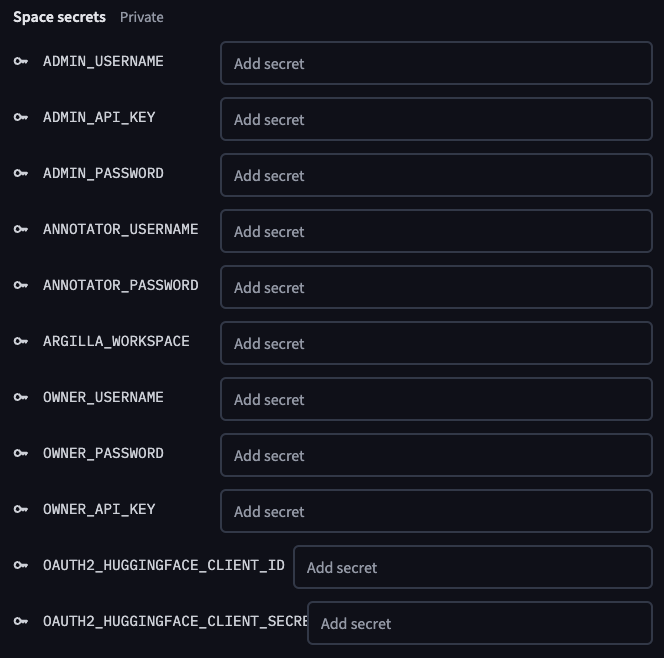 Space secrets Private
ADMIN_USERNAME Add secret
ADMIN_API_KEY Add secret
ADMIN_PASSWORD Add secret
ANNOTATOR_USERNAME Add secret
ANNOTATOR_PASSWORD Add secret
ARGILLA_WORKSPACE Add secret
OWNER_USERNAME Add secret
OWNER_PASSWORD Add secret
OWNER_API_KEY Add secret
OAUTH2_HUGGINGFACE_CLIENT_ID Add secret
OAUTH2_HUGGINGFACE_CLIENT_SECRE Add secret